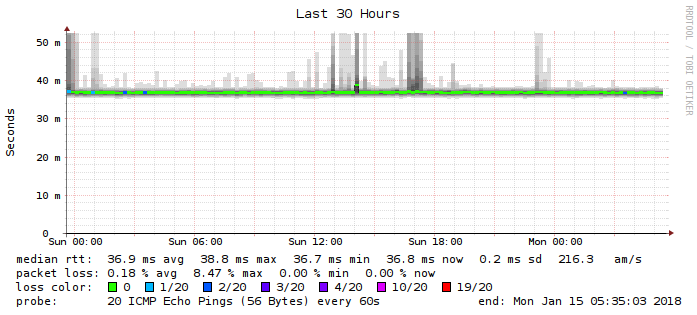 Last 30 Hours
RRDTOOL / TOBI OETIKER
Seconds
50 m
40 m
30 m
20 m
10 m
0
Sun 00:00 Sun 06:00 Sun 12:00 Sun 18:00 Mon 00:00
median rtt: 36.9 ms avg 38.8 ms max 36.7 ms min 36.8 ms now 0.2 ms sd 216.3 am/s
packet loss: 0.18 % avg 8.47 % max 0.00 % min 0.00 % now
loss color: 0 1/20 2/20 3/20 4/20 10/20 19/20
probe: 20 ICMP Echo Pings (56 Bytes) every 60s end: Mon Jan 15 05:35:03 2018